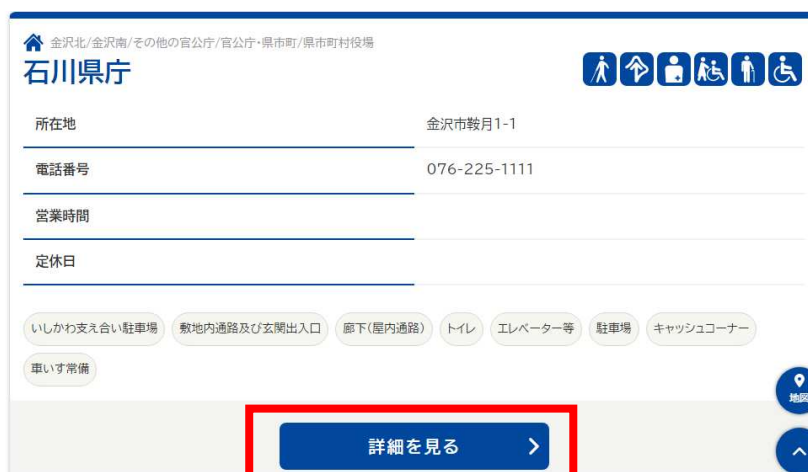 金沢北/金沢南/その他の官公庁/官公庁・県市町/県市町村役場
石川県庁
所在地 金沢市鞍月1-1
電話番号 076-225-1111
営業時間
定休日
いしかわ支え合い駐車場 敷地内通路及び玄関出入口 廊下(屋内通路) トイレ エレベーター等 駐車場 キャッシュコーナー
車いす常備
地図
詳細を見る